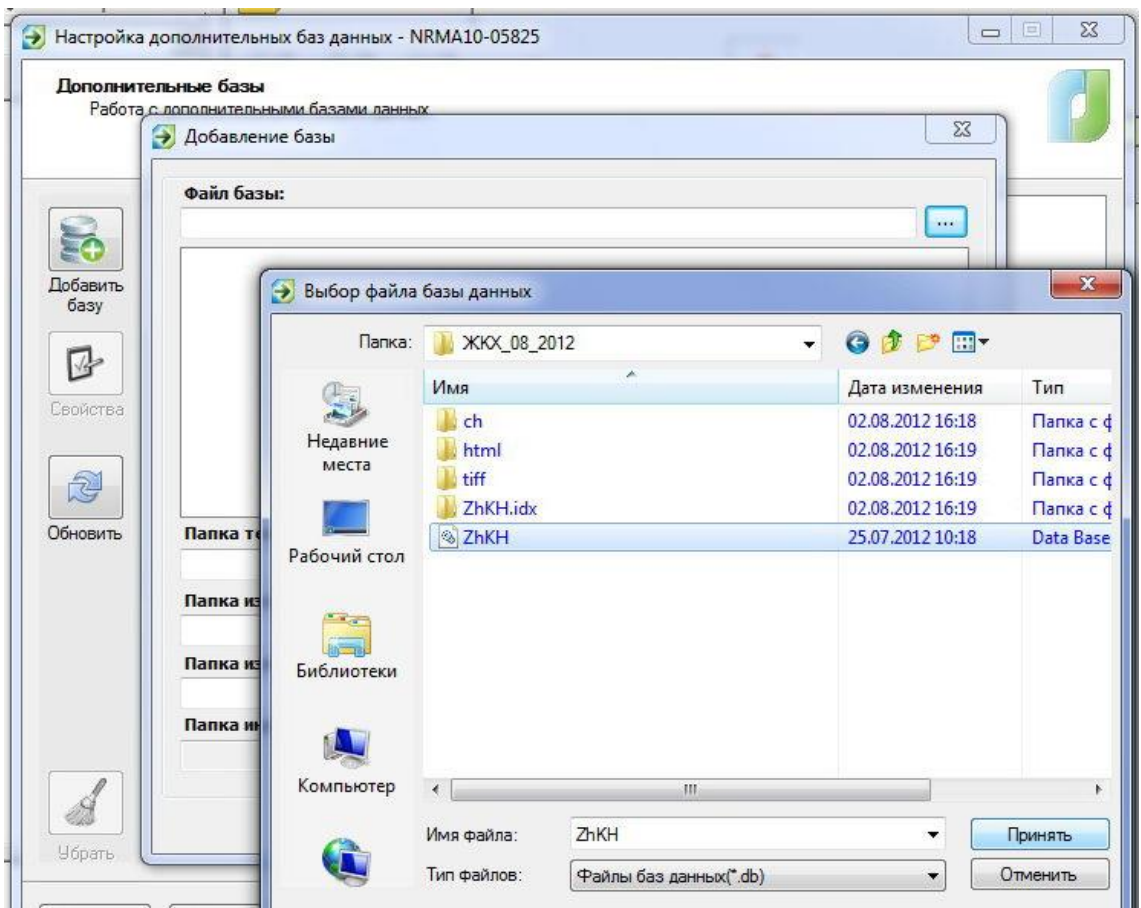 Настройка дополнительных баз данных - NRMA10-05825
Дополнительные базы
Работа с дополнительными базами данных
Добавление базы
Файл базы:
...
Добавить
базу
Свойства
Обновить
Убрать
Папка
Папка
Папка
Папка
Выбор файла базы данных
Папка:
ЖКХ_08_2012
Имя
Дата изменения
Тип
ch
02.08.2012 16:18
Папка с
html
02.08.2012 16:19
Папка с
tiff
02.08.2012 16:19
Папка с
ZhKH.idx
02.08.2012 16:19
Папка с
ZhKH
25.07.2012 10:18
Data Base
Недавние
места
Рабочий стол
Библиотеки
Компьютер
Имя файла:
ZhKH
Принять
Тип файлов:
Файлы баз данных(*.db)
Отменить